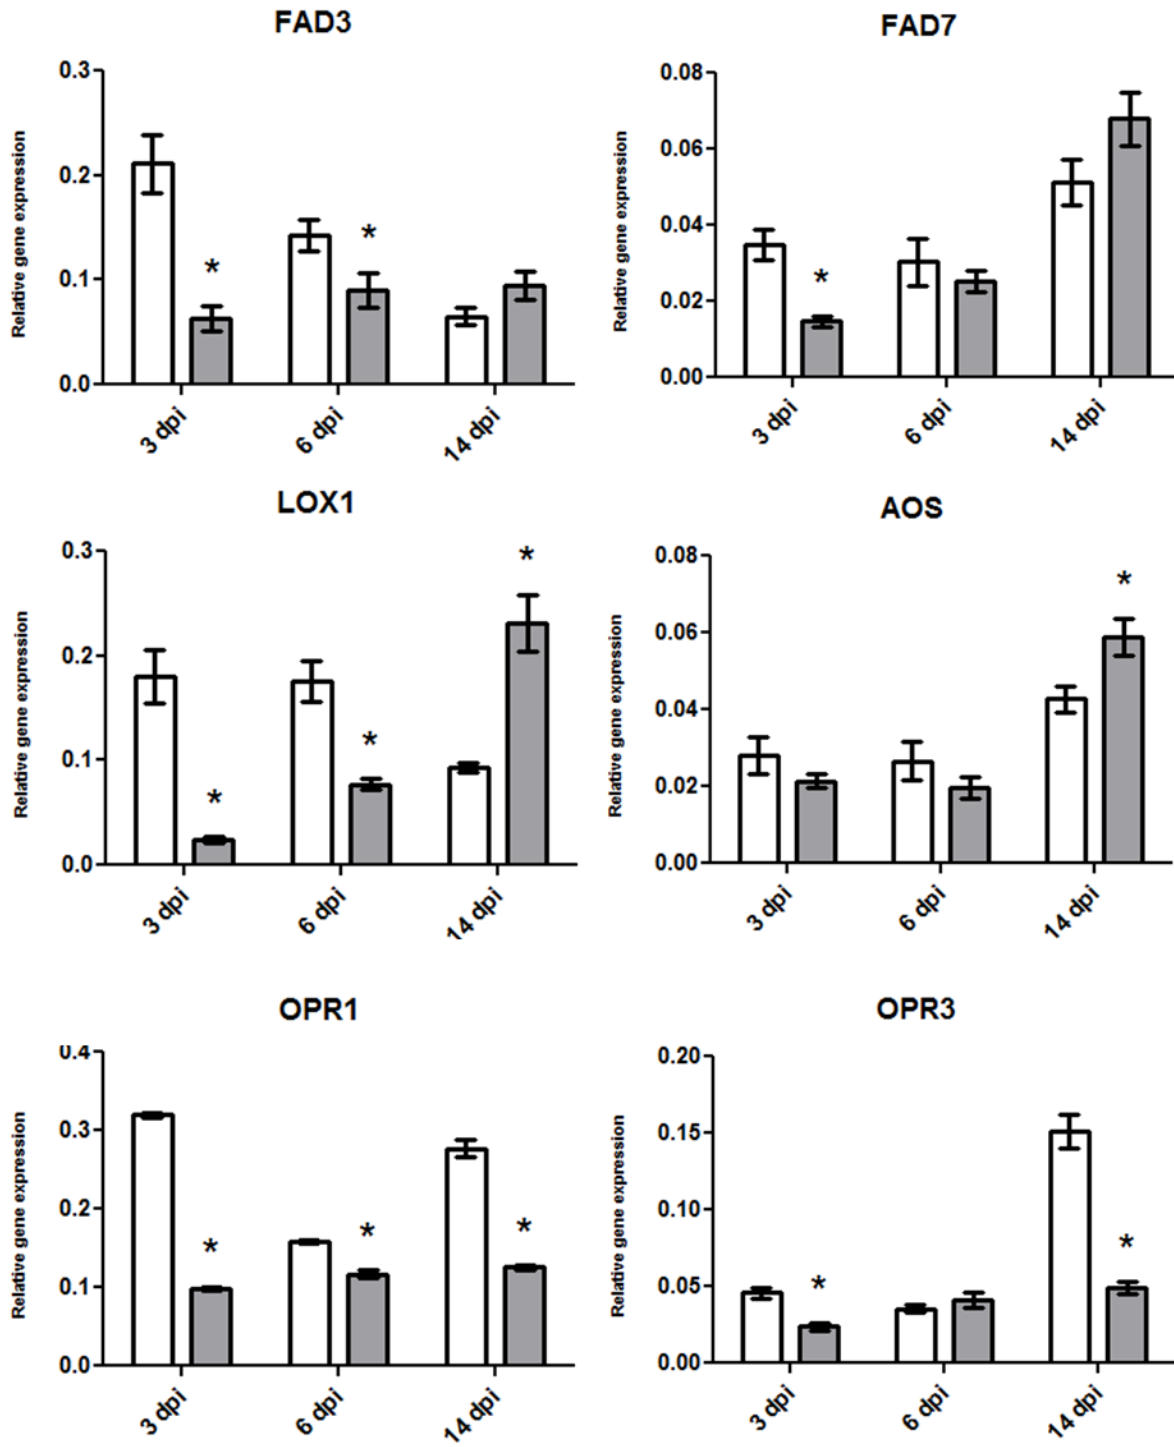 FAD3
Relative gene expression
0.3
0.2
0.1
0.0
*
*
3 dpi
6 dpi
14 dpi
FAD7
Relative gene expression
0.08
0.06
0.04
0.02
0.00
*
3 dpi
6 dpi
14 dpi
LOX1
Relative gene expression
0.3
0.2
0.1
0.0
*
*
*
3 dpi
6 dpi
14 dpi
AOS
Relative gene expression
0.08
0.06
0.04
0.02
0.00
*
3 dpi
6 dpi
14 dpi
OPR1
Relative gene expression
0.4
0.3
0.2
0.1
0.0
*
*
*
3 dpi
6 dpi
14 dpi
OPR3
Relative gene expression
0.20
0.15
0.10
0.05
0.00
*
*
3 dpi
6 dpi
14 dpi